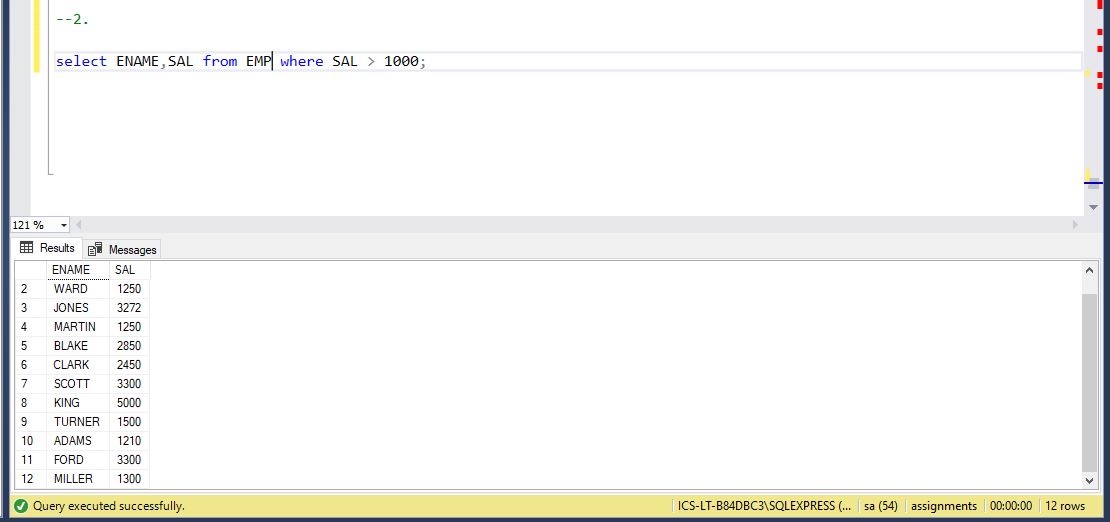 --2.
select ENAME,SAL from EMP where SAL > 1000;
121 %
Results Messages
ENAME SAL
2 WARD 1250
3 JONES 3272
4 MARTIN 1250
5 BLAKE 2850
6 CLARK 2450
7 SCOTT 3300
8 KING 5000
9 TURNER 1500
10 ADAMS 1210
11 FORD 3300
12 MILLER 1300
Query executed successfully. ICS-LT-B84DBC3\SQLEXPRESS (... sa (54) assignments 00:00:00 12 rows